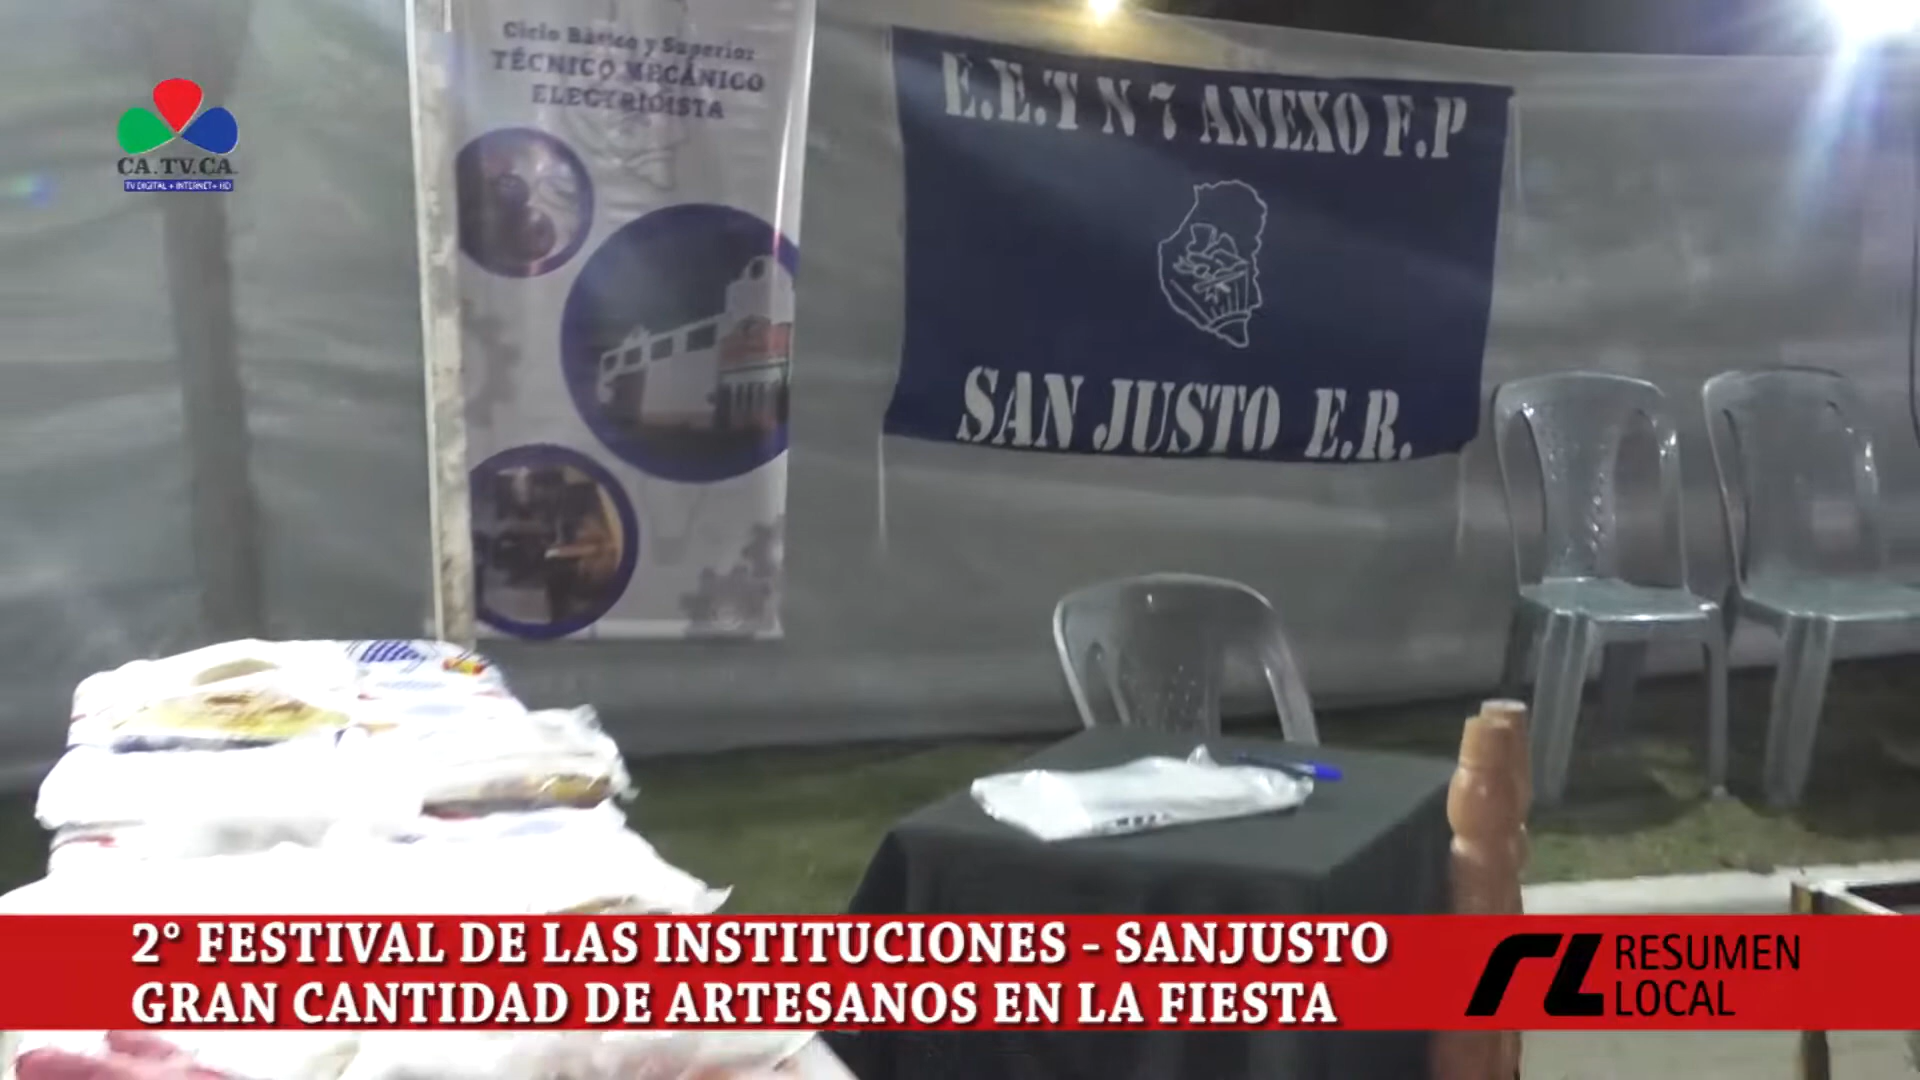 Ciclo Básico y Superior
TÉCNICO MECÁNICO
ELECTRICISTA
E.E.T N 7 ANEXO F.P
SAN JUSTO E.R.
CA.TV.CA.
TV DIGITAL + INTERNET + HD
2° FESTIVAL DE LAS INSTITUCIONES - SANJUSTO
GRAN CANTIDAD DE ARTESANOS EN LA FIESTA
RL RESUMEN
LOCAL